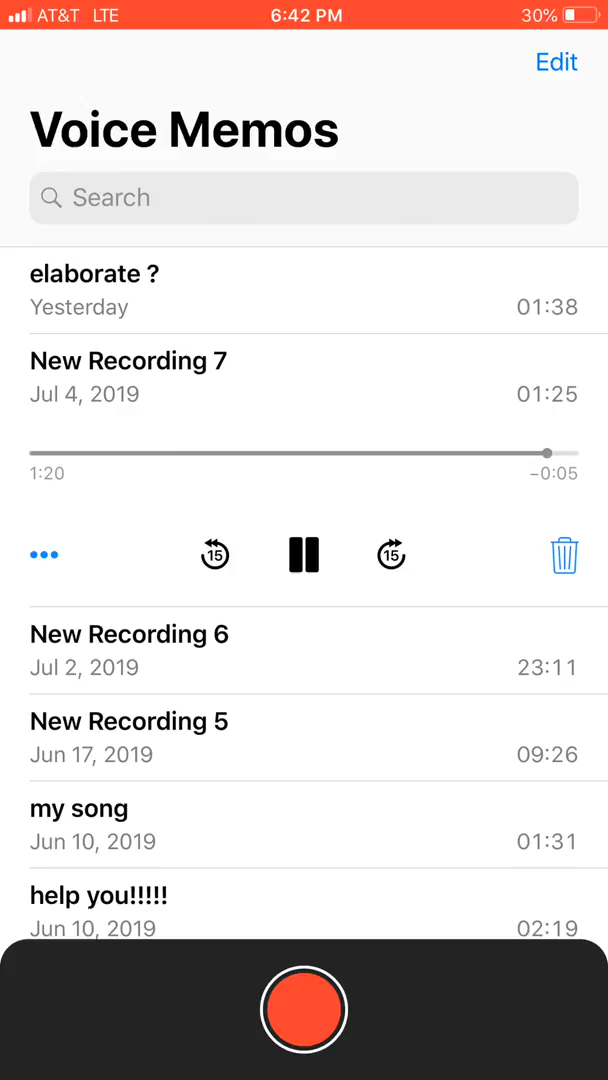 AT&T LTE 6:42 PM 30%
Edit
Voice Memos
Search
elaborate ?
Yesterday 01:38
New Recording 7
Jul 4, 2019 01:25
1:20 −0:05
15 15
New Recording 6
Jul 2, 2019 23:11
New Recording 5
Jun 17, 2019 09:26
my song
Jun 10, 2019 01:31
help you!!!!!
Jun 10, 2019 02:19